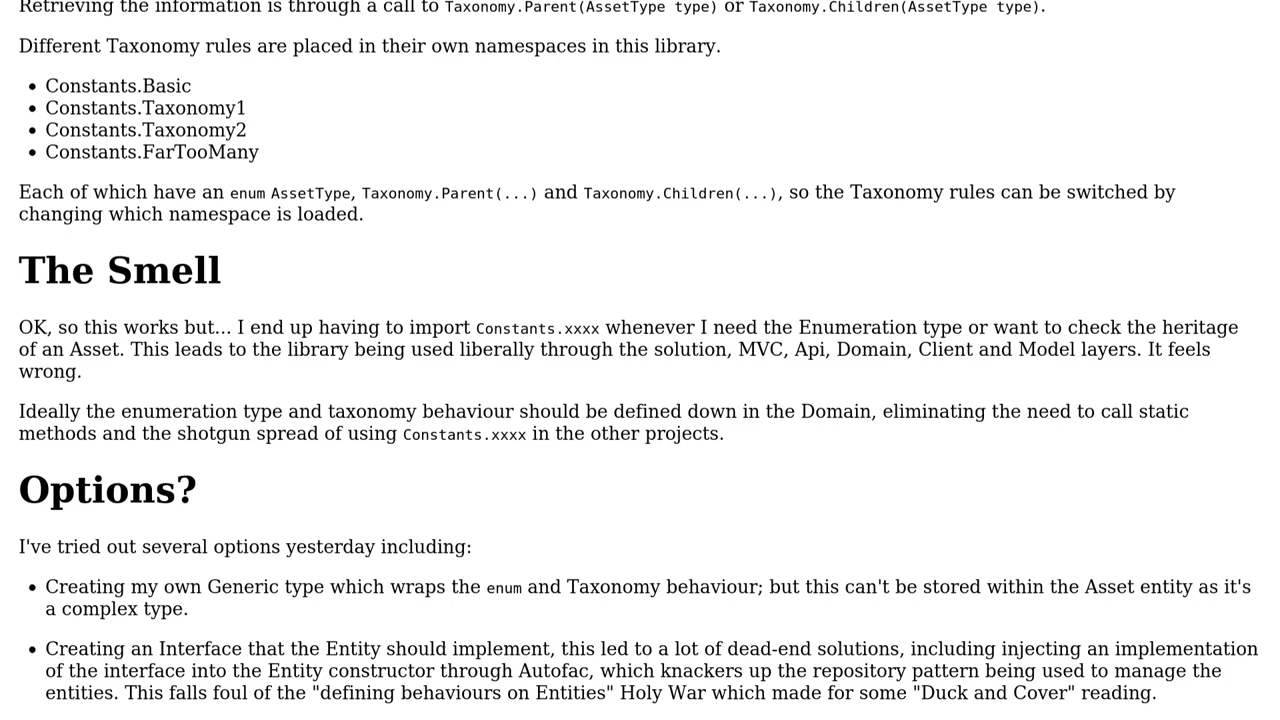 Retrieving the information is through a call to Taxonomy.Parent(AssetType type) or Taxonomy.Children(AssetType type).
Different Taxonomy rules are placed in their own namespaces in this library.
• Constants.Basic
• Constants.Taxonomy1
• Constants.Taxonomy2
• Constants.FarTooMany
Each of which have an enum AssetType, Taxonomy.Parent(...) and Taxonomy.Children(...), so the Taxonomy rules can be switched by
changing which namespace is loaded.
The Smell
OK, so this works but... I end up having to import Constants.xxxx whenever I need the Enumeration type or want to check the heritage
of an Asset. This leads to the library being used liberally through the solution, MVC, Api, Domain, Client and Model layers. It feels
wrong.
Ideally the enumeration type and taxonomy behaviour should be defined down in the Domain, eliminating the need to call static
methods and the shotgun spread of using Constants.xxxx in the other projects.
Options?
I've tried out several options yesterday including:
• Creating my own Generic type which wraps the enum and Taxonomy behaviour; but this can't be stored within the Asset entity as it's
a complex type.
• Creating an Interface that the Entity should implement, this led to a lot of dead-end solutions, including injecting an implementation
of the interface into the Entity constructor through Autofac, which knackers up the repository pattern being used to manage the
entities. This falls foul of the "defining behaviours on Entities" Holy War which made for some "Duck and Cover" reading.